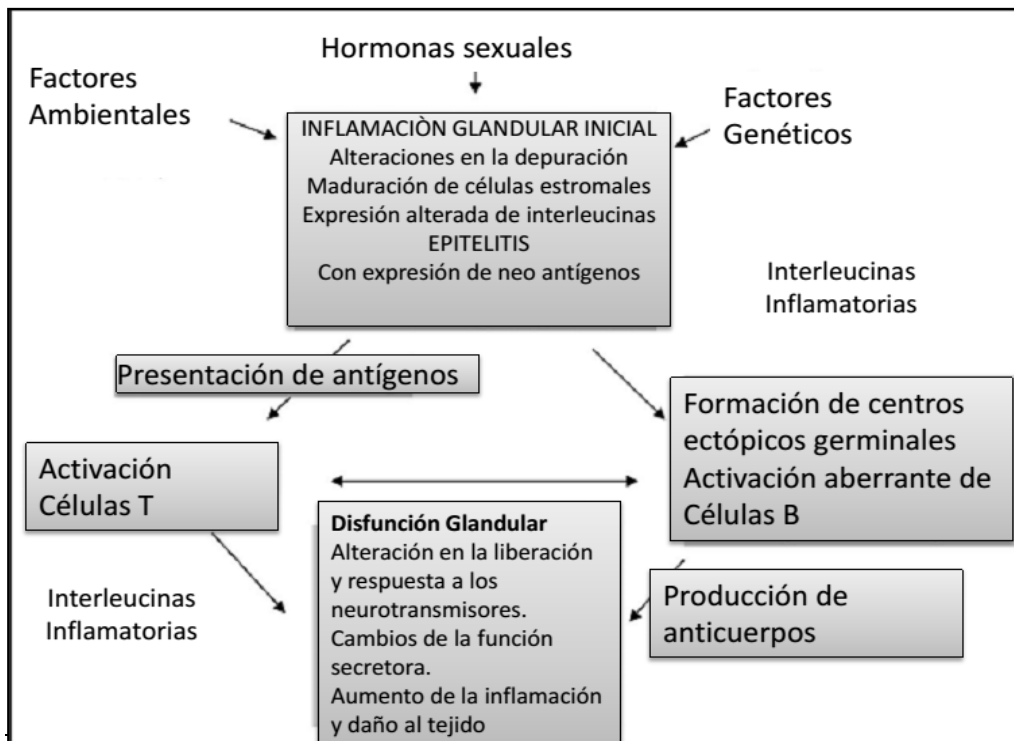 Hormonas sexuales
Factores
Ambientales
Factores
Genéticos
INFLAMACIÒN GLANDULAR INICIAL
Alteraciones en la depuración
Maduración de células estromales
Expresión alterada de interleucinas
EPITELITIS
Con expresión de neo antígenos
Interleucinas
Inflamatorias
Presentación de antígenos
Formación de centros
ectópicos germinales
Activación aberrante de
Células B
Activación
Células T
Disfunción Glandular
Alteración en la liberación
y respuesta a los
neurotransmisores.
Cambios de la función
secretora.
Aumento de la inflamación
y daño al tejido
Interleucinas
Inflamatorias
Producción de
anticuerpos